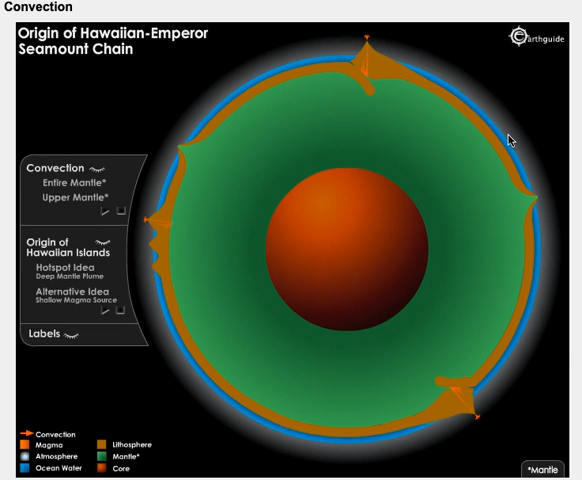 Convection
Origin of Hawaiian-Emperor
Seamount Chain
earthguide
Convection
Entire Mantle*
Upper Mantle*
Origin of
Hawaiian Islands
Hotspot Idea
Deep Mantle Plume
Alternative Idea
Shallow Magma Source
Labels
Convection
Magma
Lithosphere
Atmosphere
Mantle*
Ocean Water
Core
*Mantle